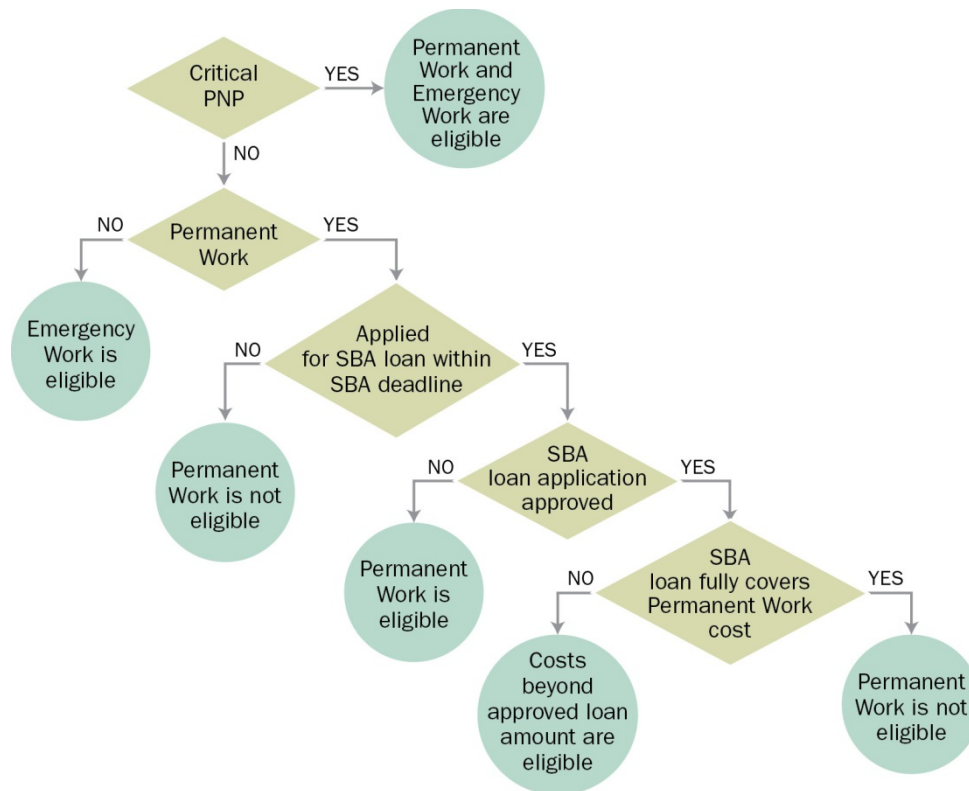 Critical
PNP
YES
Permanent
Work and
Emergency
Work are
eligible
NO
NO
Permanent
Work
YES
Emergency
Work is
eligible
NO
Applied
for SBA loan within
SBA deadline
YES
Permanent
Work is not
eligible
NO
SBA
loan application
approved
YES
Permanent
Work is
eligible
NO
SBA
loan fully covers
Permanent Work
cost
YES
Costs
beyond
approved loan
amount are
eligible
Permanent
Work is not
eligible